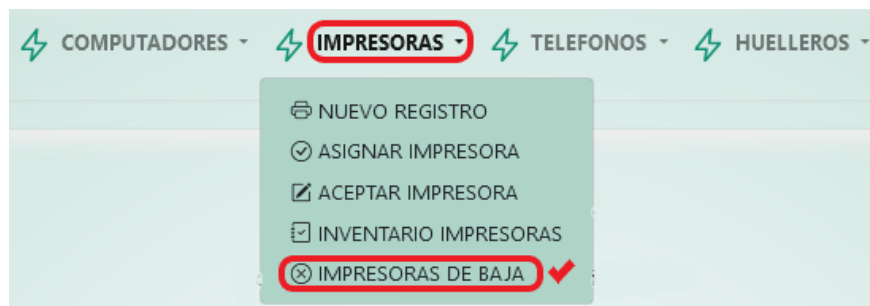 COMPUTADORES IMPRESORAS TELEFONOS HUELLEROS
NUEVO REGISTRO
ASIGNAR IMPRESORA
ACEPTAR IMPRESORA
INVENTARIO IMPRESORAS
IMPRESORAS DE BAJA